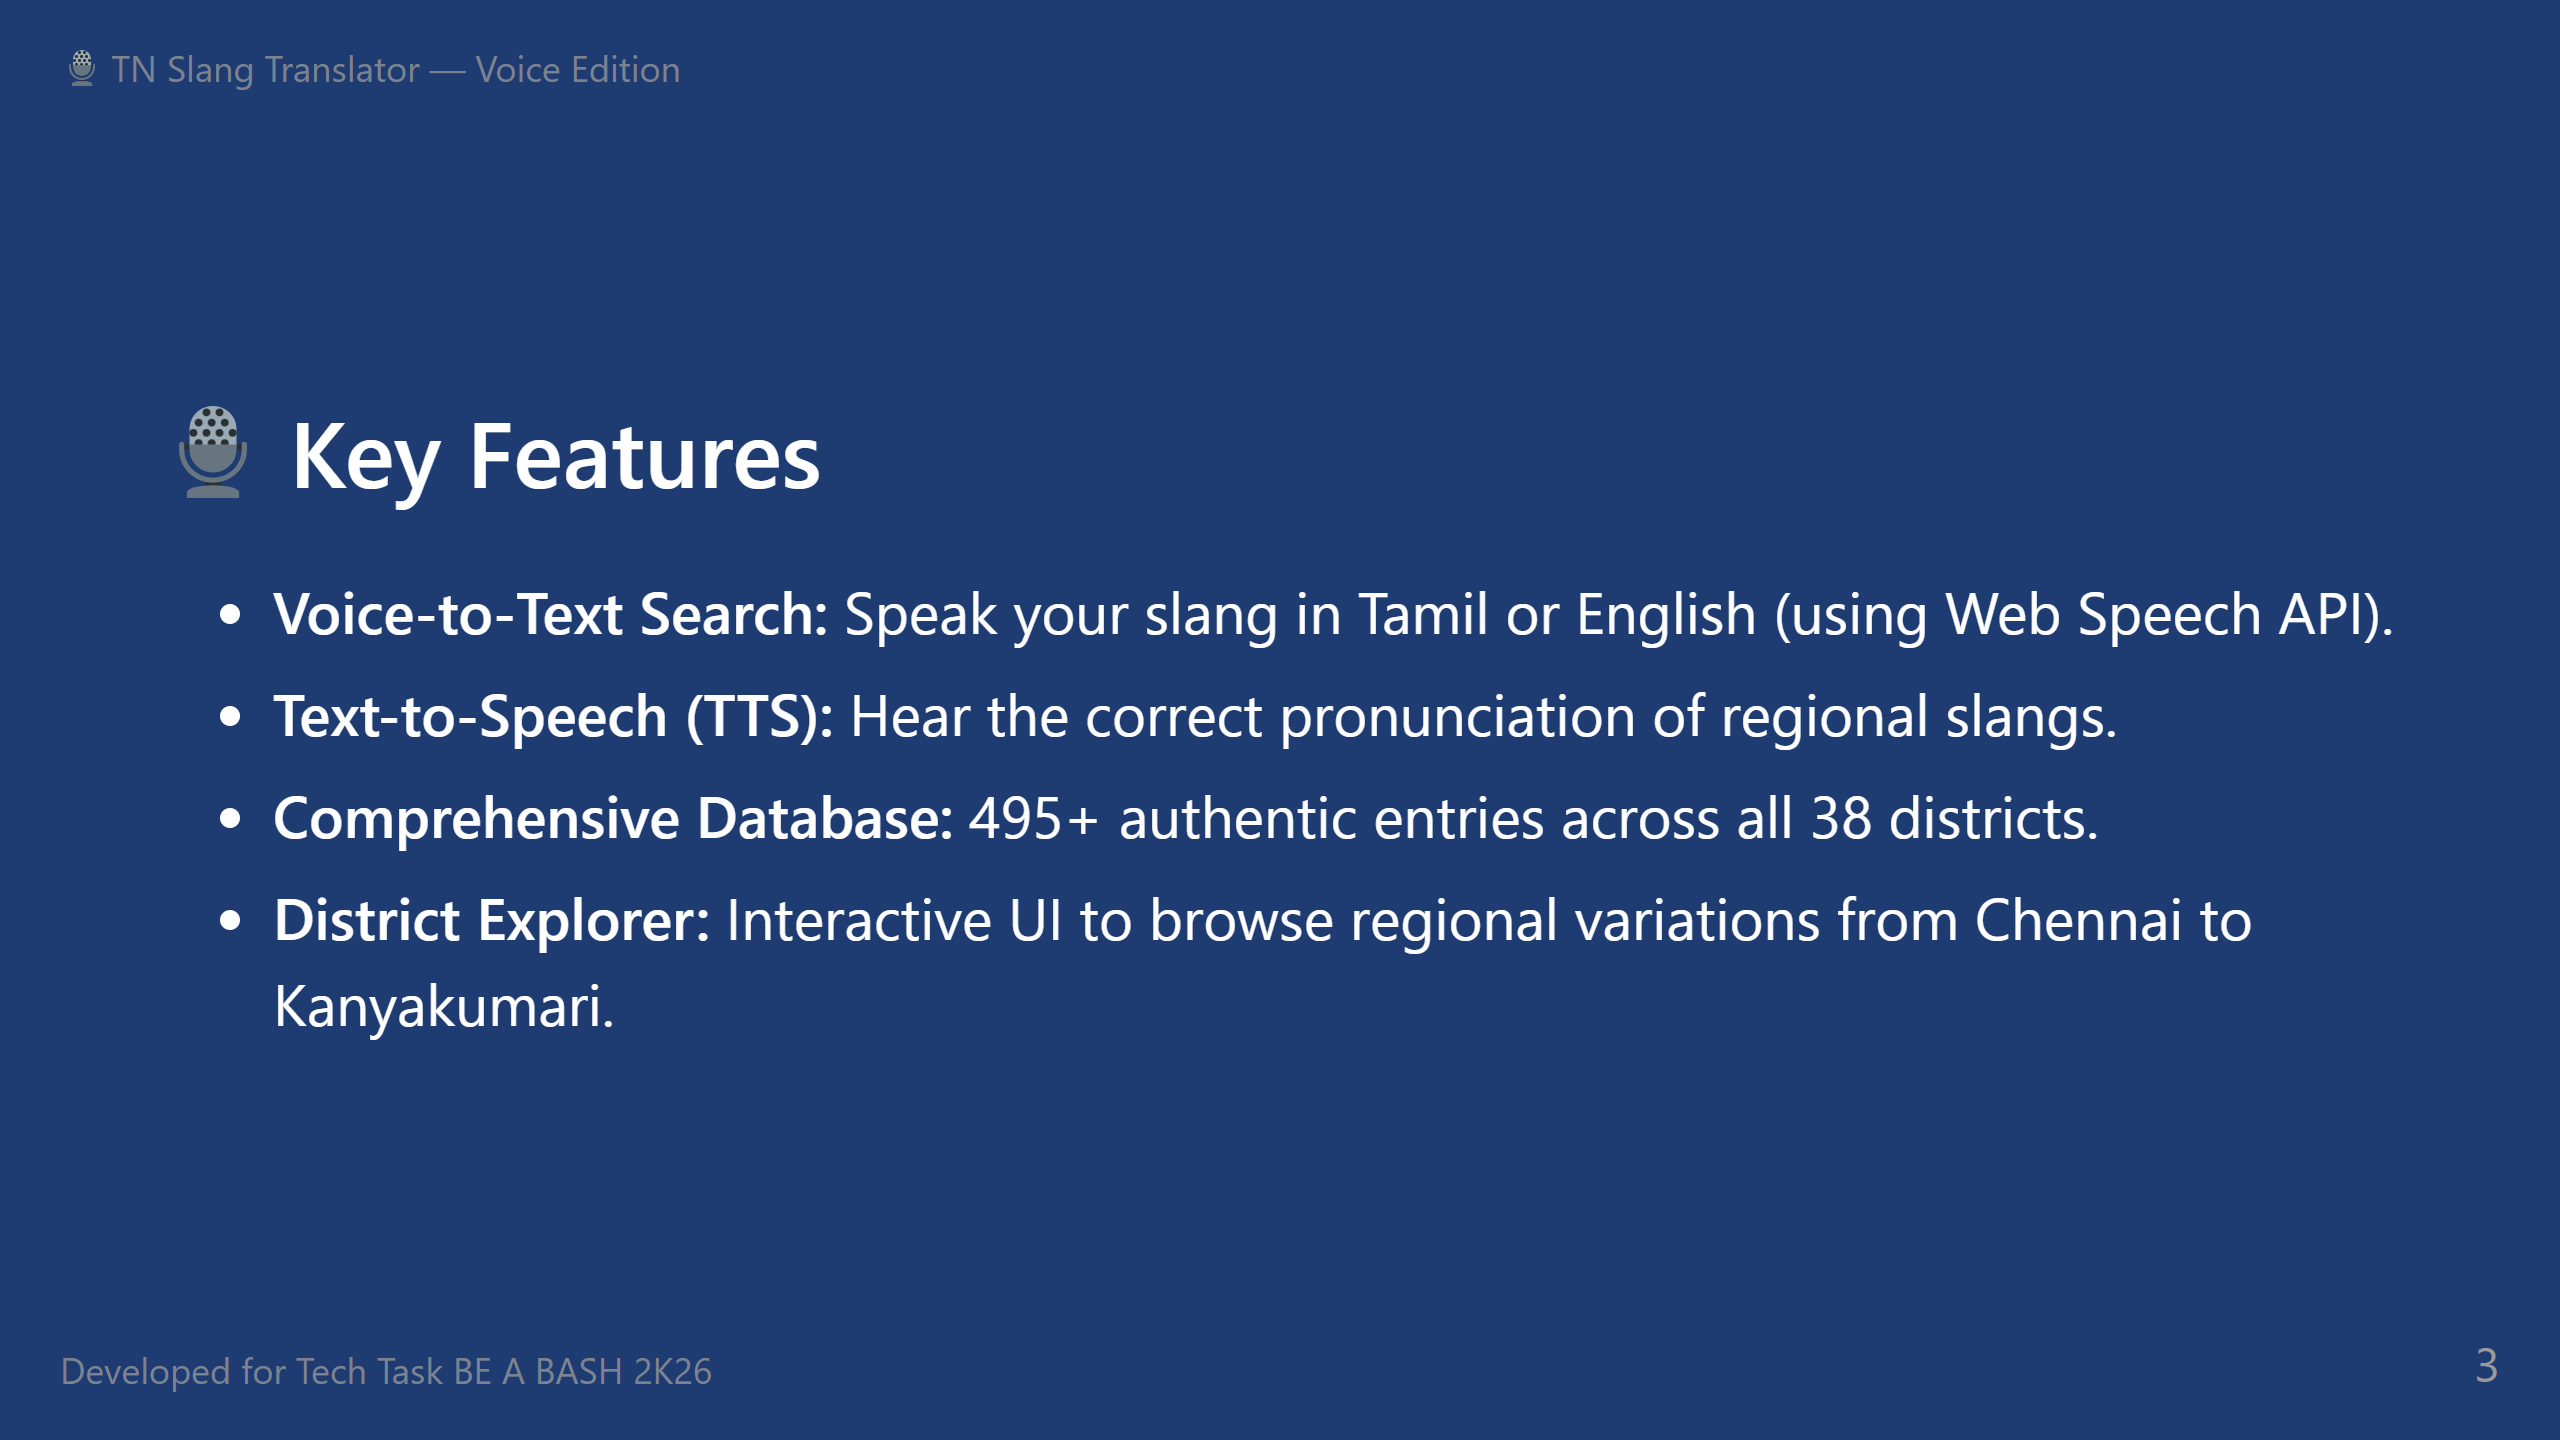 TN Slang Translator — Voice Edition
Key Features
• Voice-to-Text Search: Speak your slang in Tamil or English (using Web Speech API).
• Text-to-Speech (TTS): Hear the correct pronunciation of regional slangs.
• Comprehensive Database: 495+ authentic entries across all 38 districts.
• District Explorer: Interactive UI to browse regional variations from Chennai to
Kanyakumari.
Developed for Tech Task BE A BASH 2K26
3